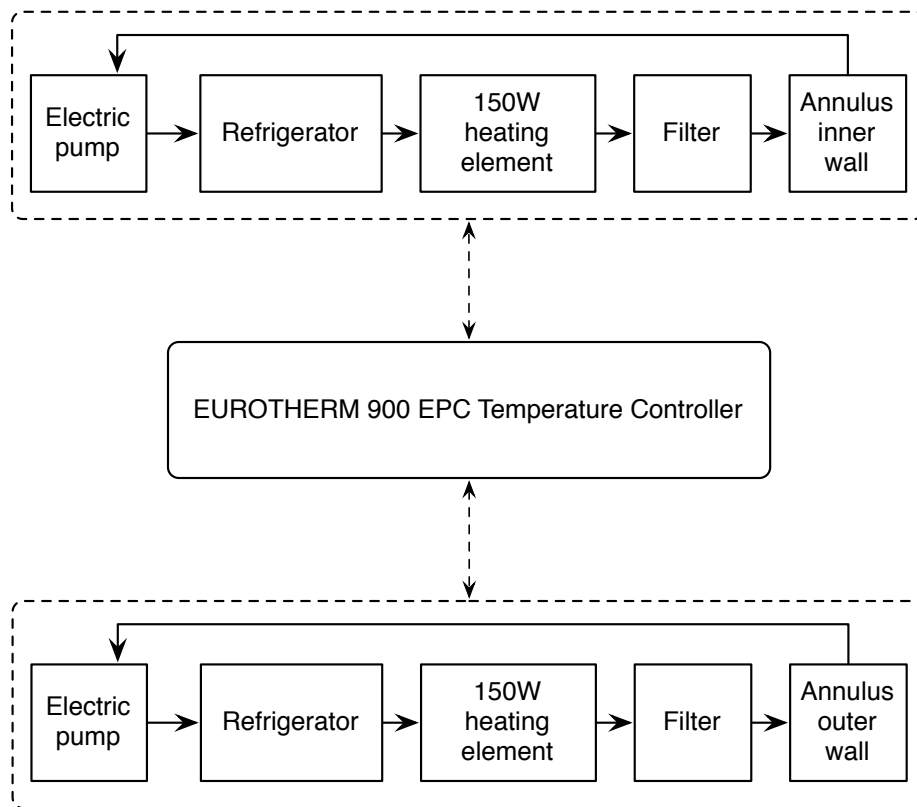 Electric
pump
Refrigerator
150W
heating
element
Filter
Annulus
inner
wall
EUROTHERM 900 EPC Temperature Controller
Electric
pump
Refrigerator
150W
heating
element
Filter
Annulus
outer
wall